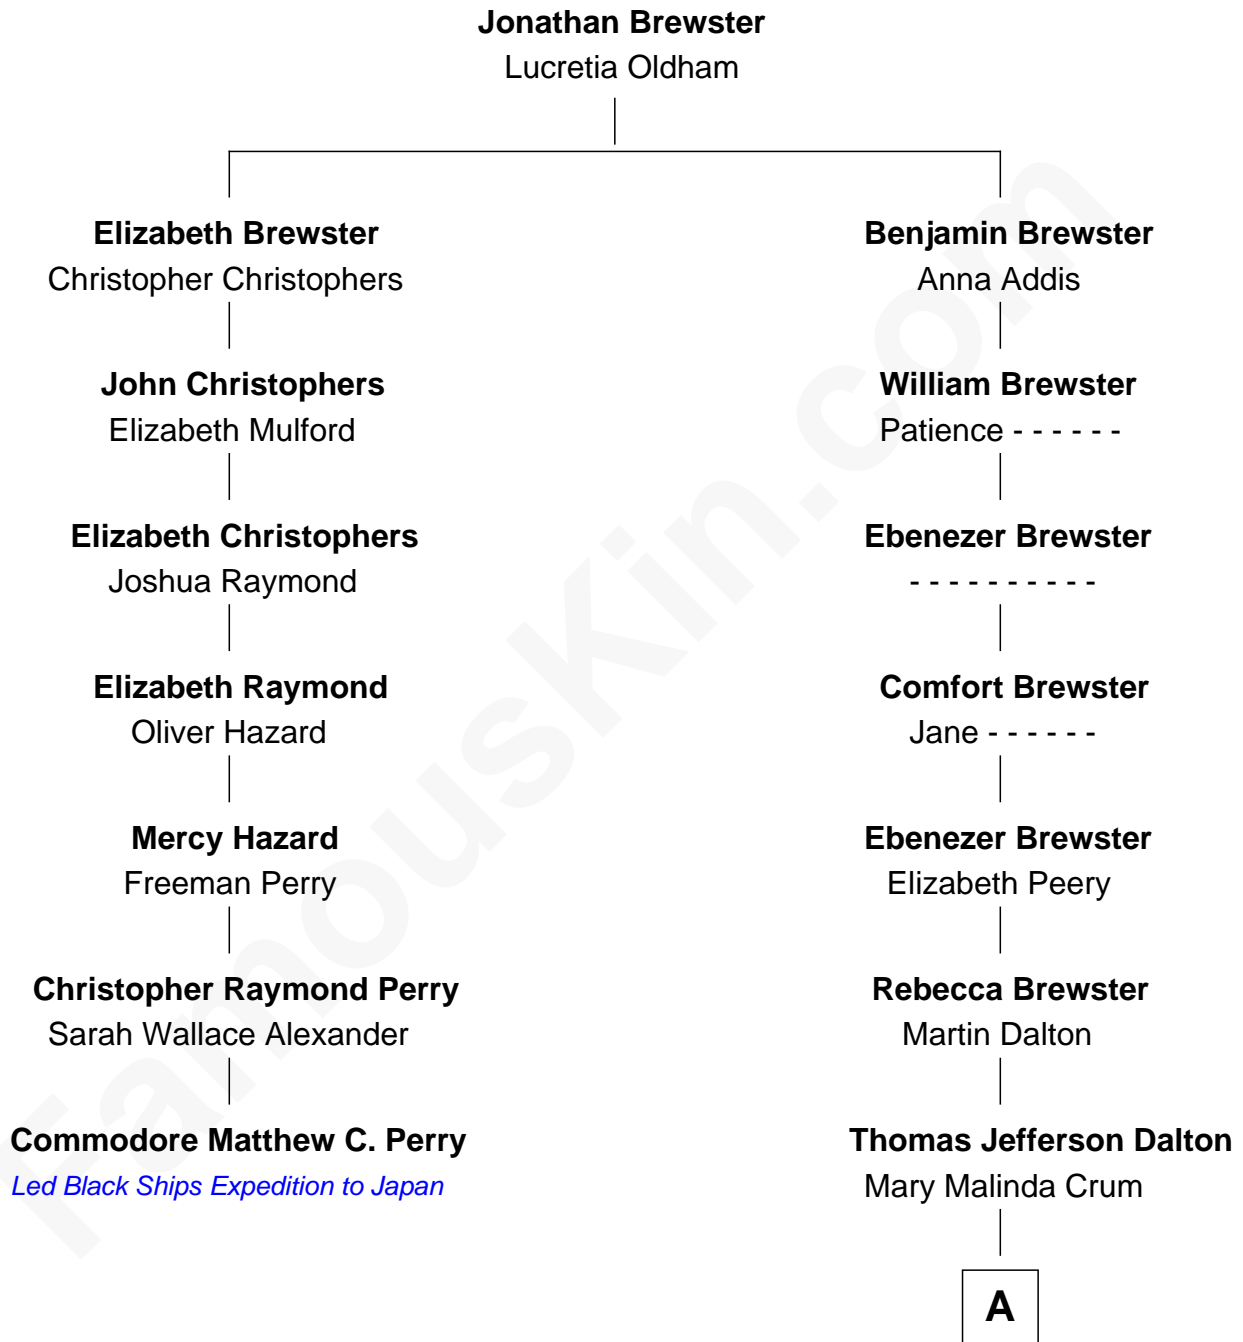 Jonathan Brewster
Lucretia Oldham
Elizabeth Brewster
Christopher Christophers
Benjamin Brewster
Anna Addis
John Christophers
Elizabeth Mulford
William Brewster
Patience - - - - - -
Elizabeth Christophers
Joshua Raymond
Ebenezer Brewster
- - - - - - - - - -
Elizabeth Raymond
Oliver Hazard
Comfort Brewster
Jane - - - - - -
Mercy Hazard
Freeman Perry
Ebenezer Brewster
Elizabeth Peery
Christopher Raymond Perry
Sarah Wallace Alexander
Rebecca Brewster
Martin Dalton
Commodore Matthew C. Perry
Led Black Ships Expedition to Japan
Thomas Jefferson Dalton
Mary Malinda Crum
A
FamousKin.com